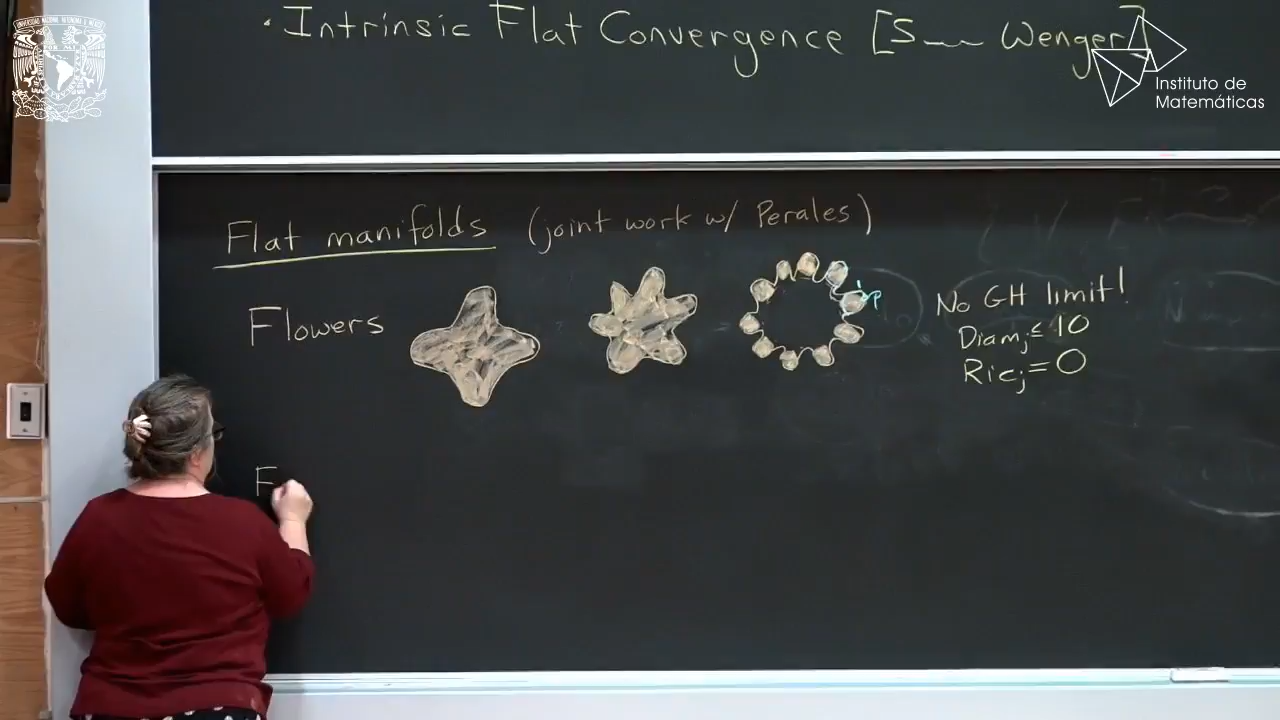 • Intrinsic Flat Convergence [S__ Wenger]
Instituto de
Matemáticas
Flat manifolds (joint work w/ Perales)
Flowers
p
No GH limit!
Diamⱼ ≤ 10
Ricⱼ = 0
F